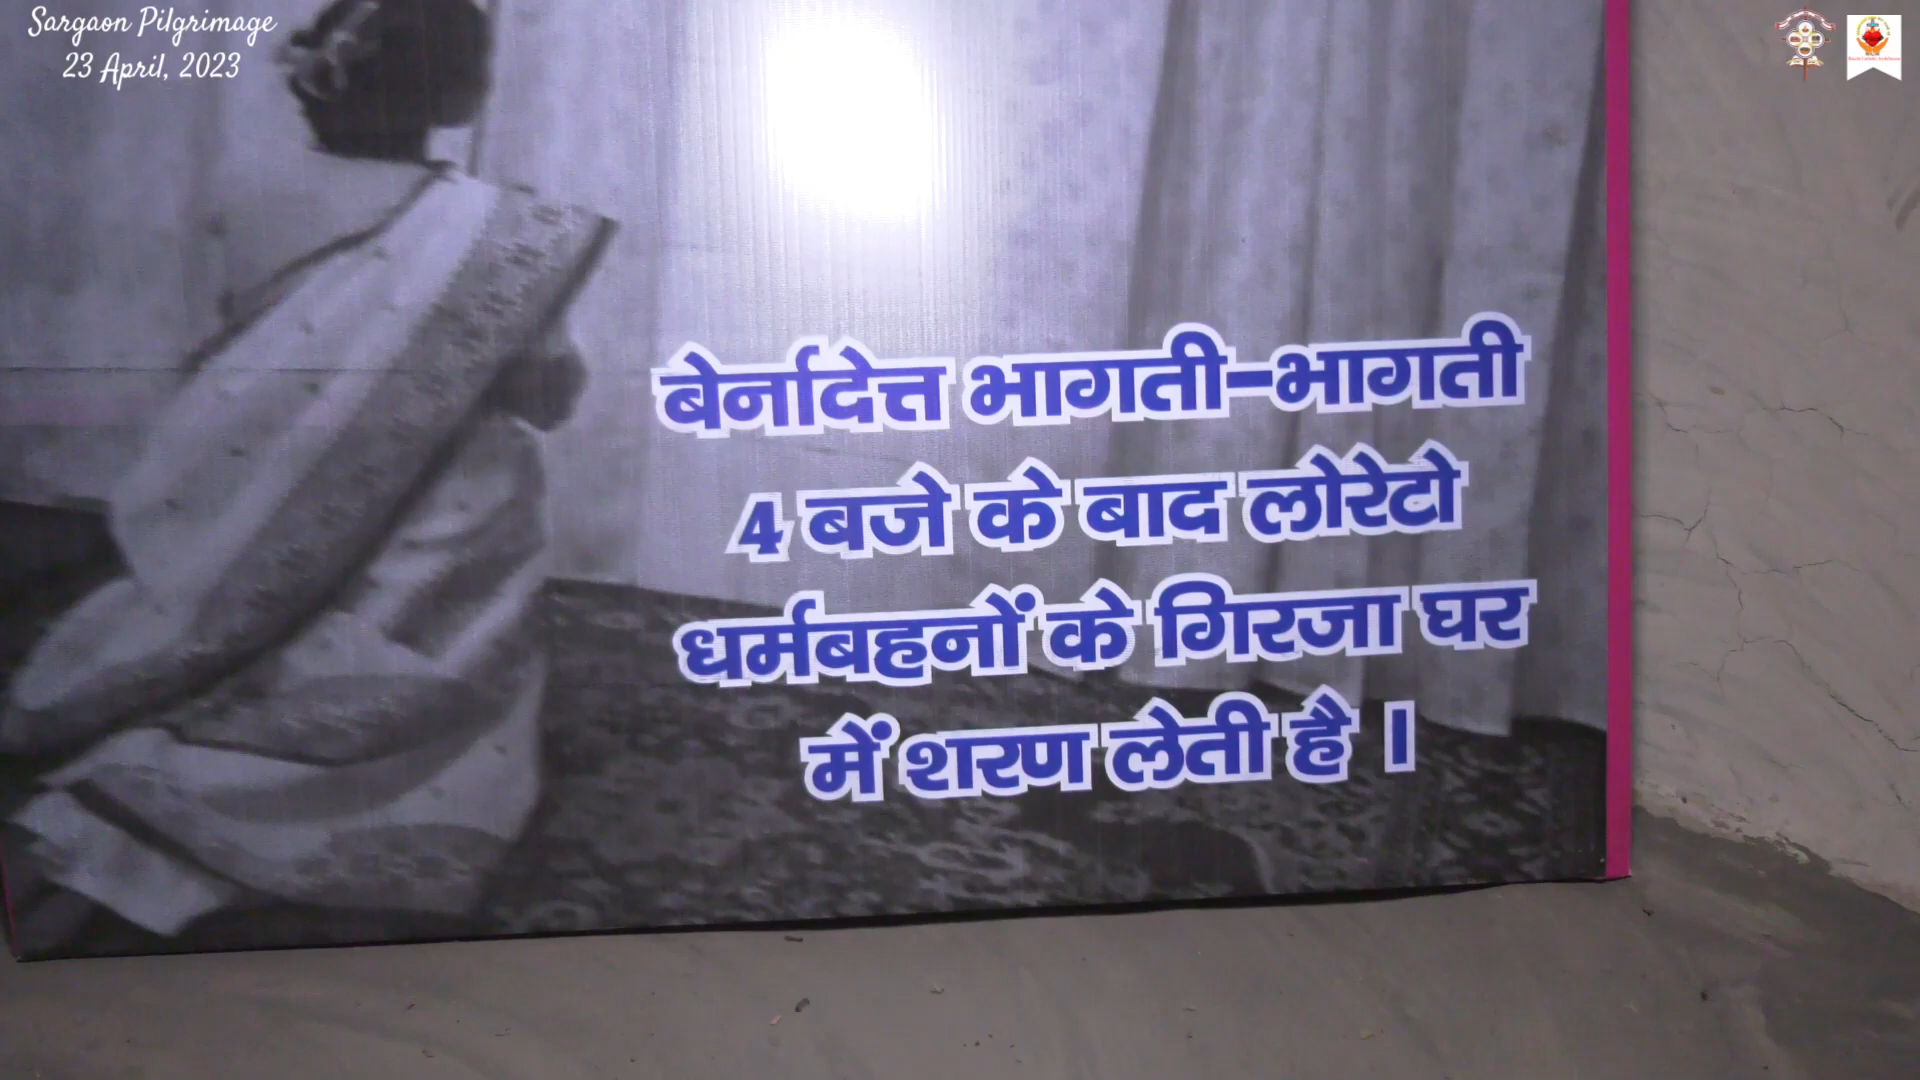 Sargaon Pilgrimage
23 April, 2023
बेर्नादेत्त भागती-भागती
4 बजे के बाद लोरेटो
धर्मबहनों के गिरजा घर
में शरण लेती है ।